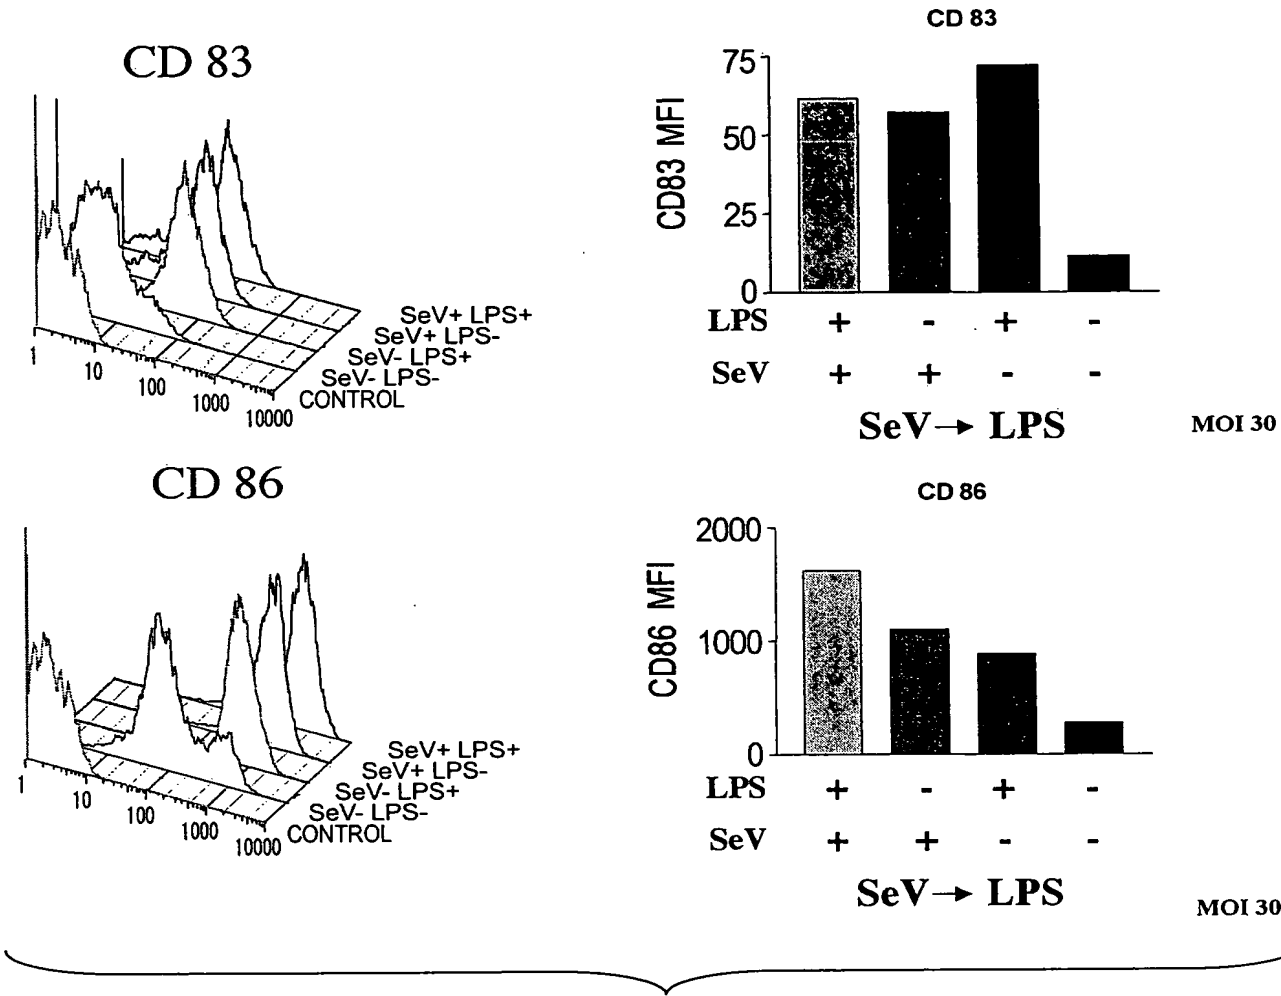 CD 83
SeV+ LPS+
SeV+ LPS-
SeV- LPS+
SeV- LPS-
CONTROL
1
10
100
1000
10000
CD 83
CD83 MFI
75
50
25
0
LPS + - + -
SeV + + - -
SeV→ LPS
MOI 30
CD 86
SeV+ LPS+
SeV+ LPS-
SeV- LPS+
SeV- LPS-
CONTROL
1
10
100
1000
10000
CD 86
CD86 MFI
2000
1000
0
LPS + - + -
SeV + + - -
SeV→ LPS
MOI 30